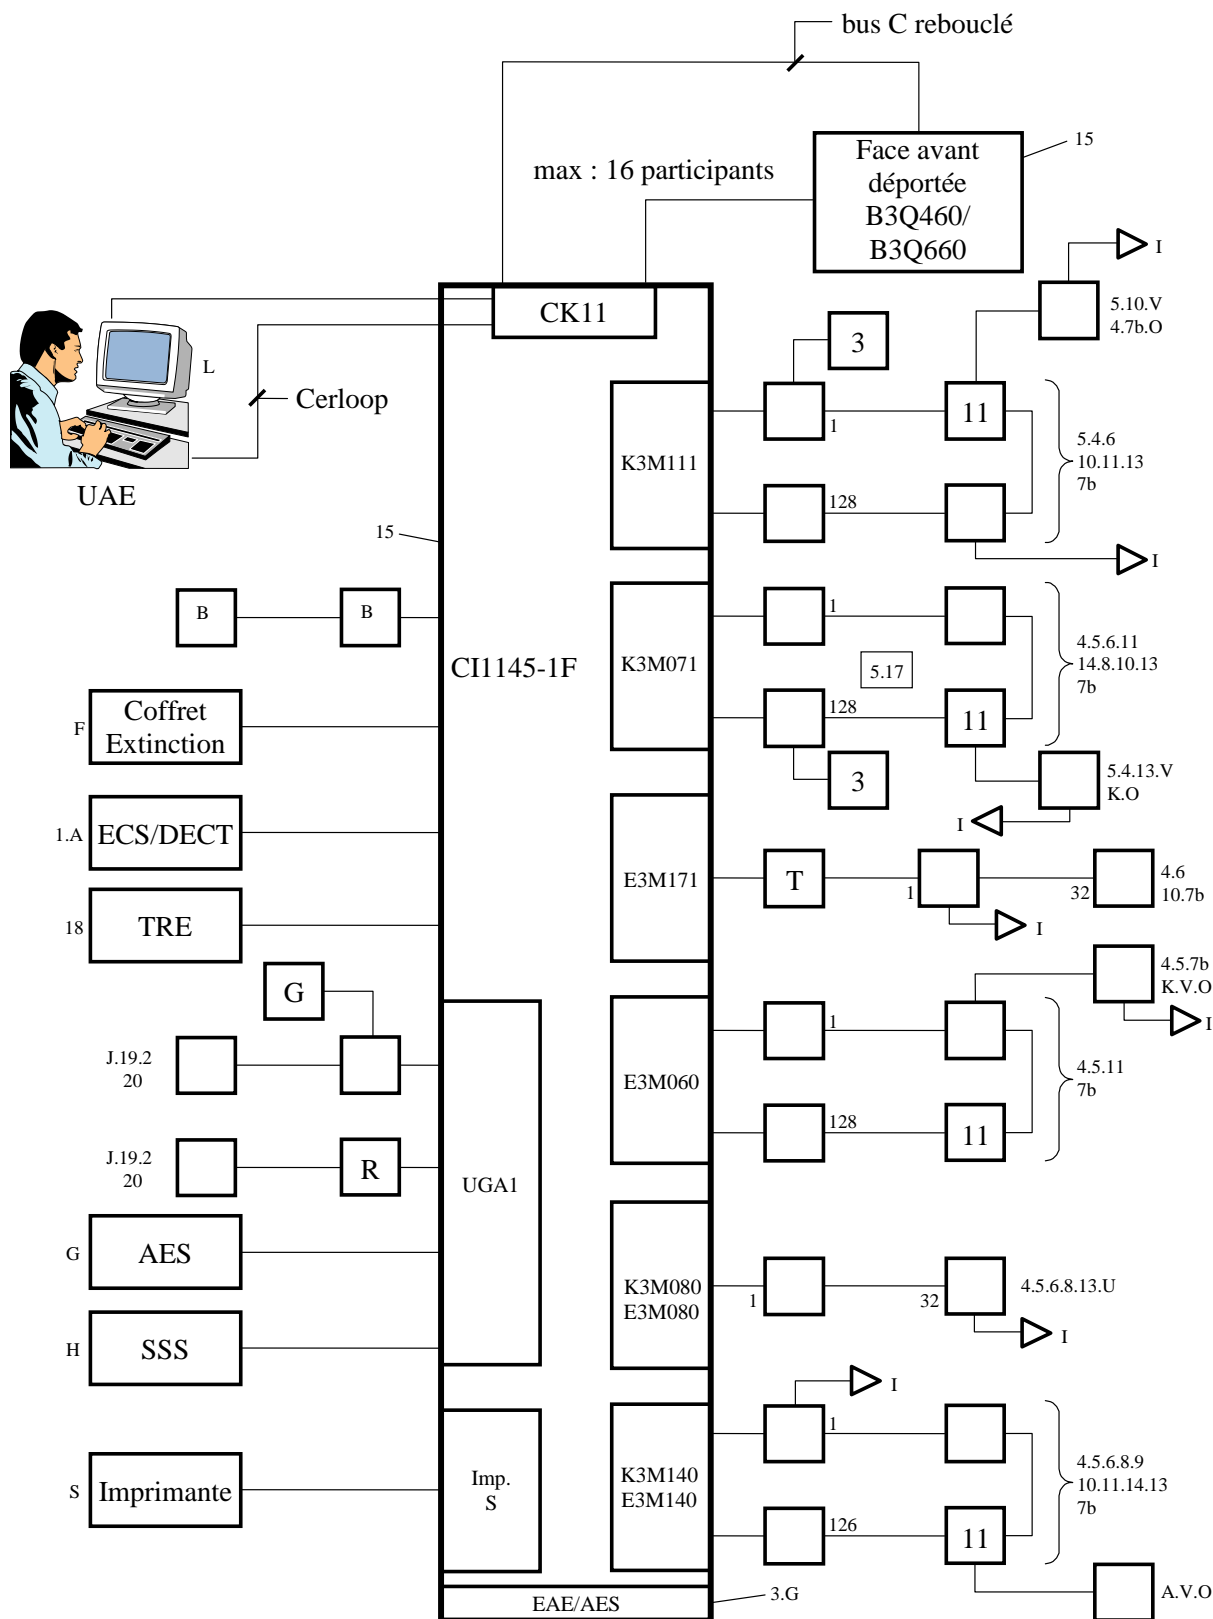 bus C rebouclé
15
max : 16 participants
Face avant
déportée
B3Q460/
B3Q660
I
CK11
5.10.V
4.7b.O
3
L
Cerloop
11
1
5.4.6
10.11.13
7b
K3M111
UAE
128
15
I
B
B
1
4.5.6.11
14.8.10.13
7b
CI1145-1F
K3M071
5.17
F
Coffret
Extinction
128
11
3
5.4.13.V
K.O
I
1.A
ECS/DECT
E3M171
T
1
32
4.6
10.7b
18
TRE
I
G
4.5.7b
K.V.O
I
1
J.19.2
20
E3M060
4.5.11
7b
128
11
J.19.2
20
R
UGA1
G
AES
K3M080
E3M080
1
32
4.5.6.8.13.U
H
SSS
I
I
1
4.5.6.8.9
10.11.14.13
7b
S
Imprimante
Imp.
S
K3M140
E3M140
126
11
EAE/AES
3.G
A.V.O